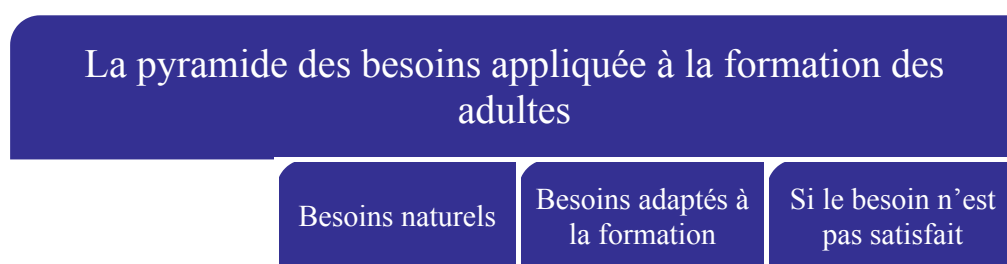 La pyramide des besoins appliquée à la formation des
adultes
Besoins naturels
Besoins adaptés à
la formation
Si le besoin n’est
pas satisfait